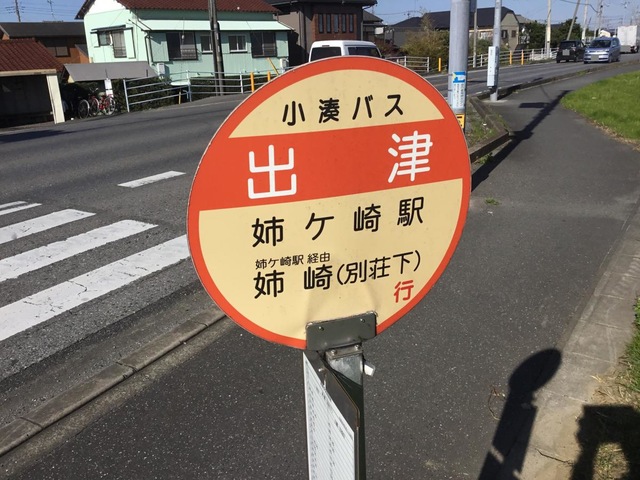 小湊バス
出津
姉ケ崎駅
姉ケ崎駅 経由
姉崎(別荘下)
行